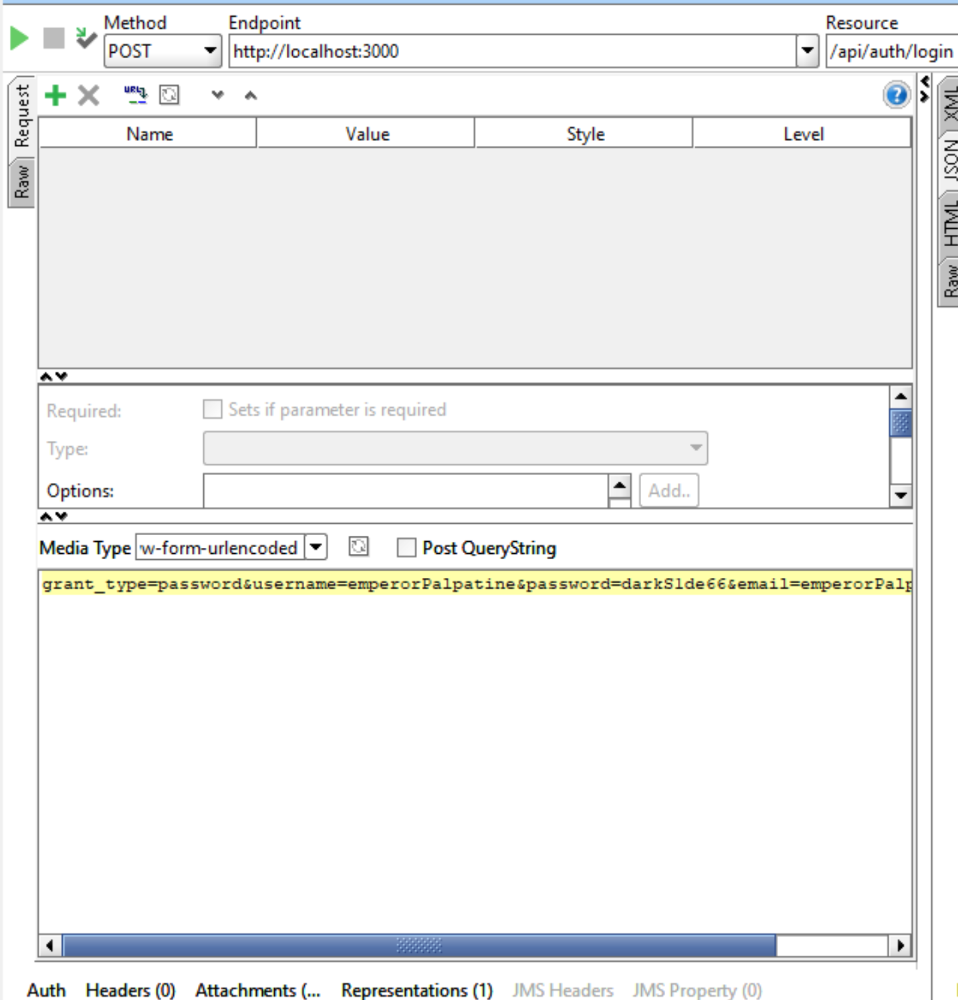 Method Endpoint Resource
POST http://localhost:3000 /api/auth/login
Request
Raw
URL
?
Name Value Style Level
XML
JSON
HTML
Raw
Required: Sets if parameter is required
Type:
Options: Add..
Media Type w-form-urlencoded Post QueryString
grant_type=password&username=emperorPalpatine&password=darkS1de66&email=emperorPalp
Auth Headers (0) Attachments (... Representations (1) JMS Headers JMS Property (0)